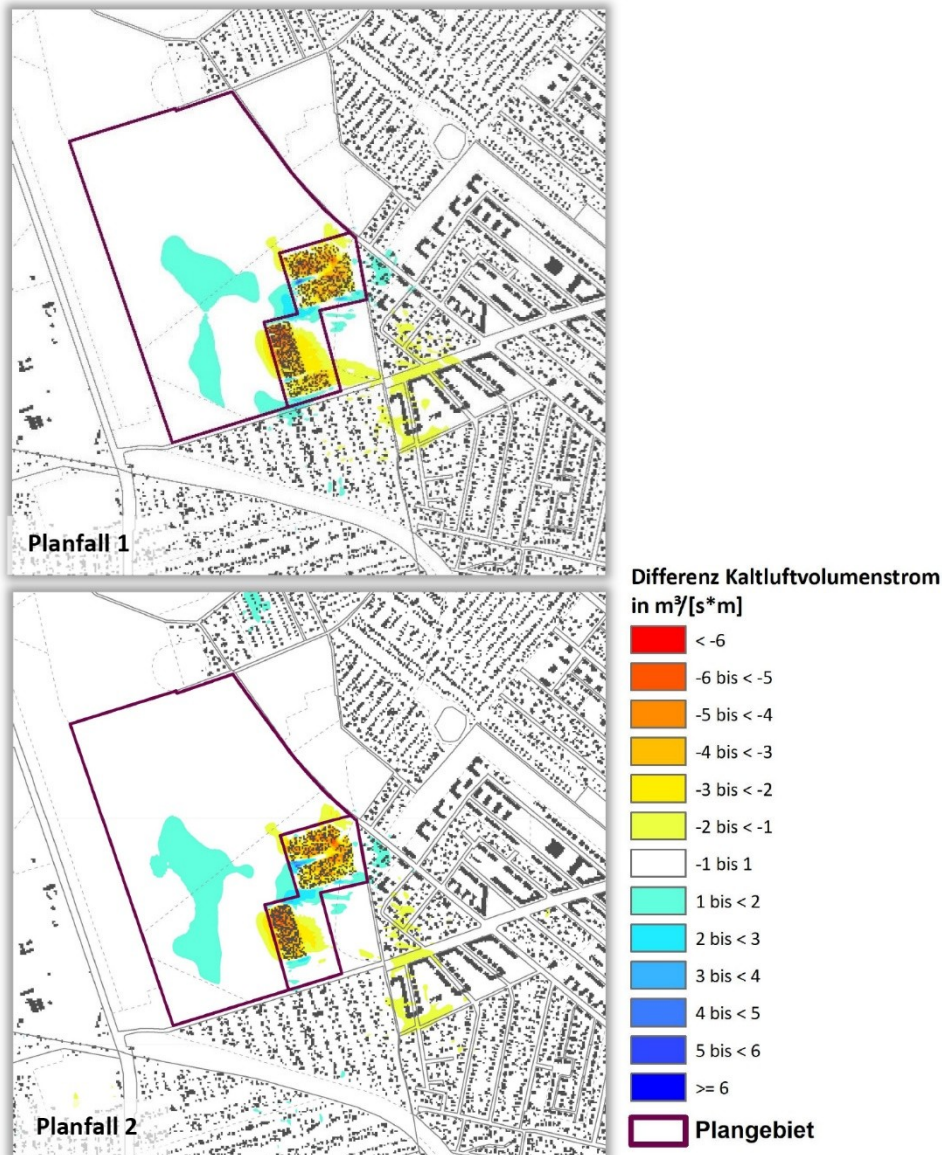 Planfall 1
Planfall 2
Differenz Kaltluftvolumenstrom
in m³/[s*m]
< -6
-6 bis < -5
-5 bis < -4
-4 bis < -3
-3 bis < -2
-2 bis < -1
-1 bis 1
1 bis < 2
2 bis < 3
3 bis < 4
4 bis < 5
5 bis < 6
>= 6
Plangebiet